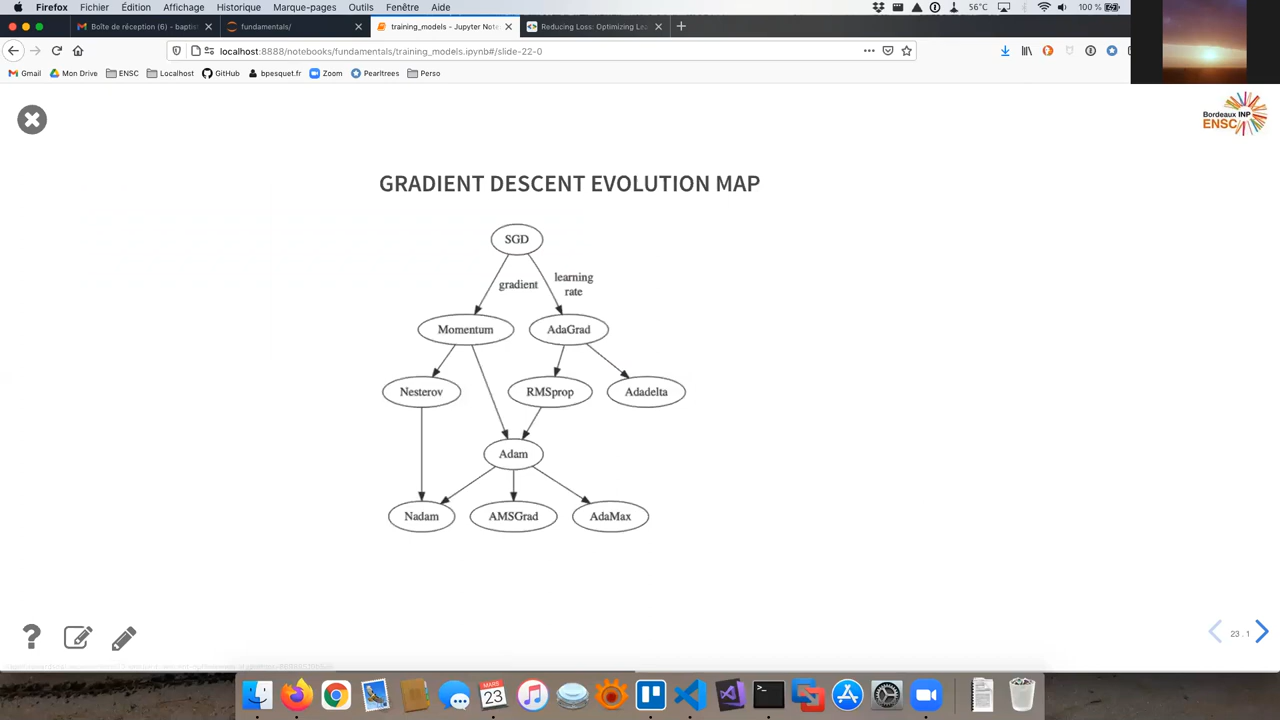 Firefox Fichier Édition Affichage Historique Marque-pages Outils Fenêtre Aide 56°C 100 %
Boîte de réception (6) – baptis fundamentals/ training_models - Jupyter Note Reducing Loss: Optimizing Lea
localhost:8888/notebooks/fundamentals/training_models.ipynb#/slide-22-0
Gmail Mon Drive ENSC Localhost GitHub bpesquet.fr Zoom Pearltrees Perso
Bordeaux INP
ENSC
GRADIENT DESCENT EVOLUTION MAP
SGD
gradient
learning
rate
Momentum AdaGrad
Nesterov RMSprop Adadelta
Adam
Nadam AMSGrad AdaMax
23.1
MARS
23